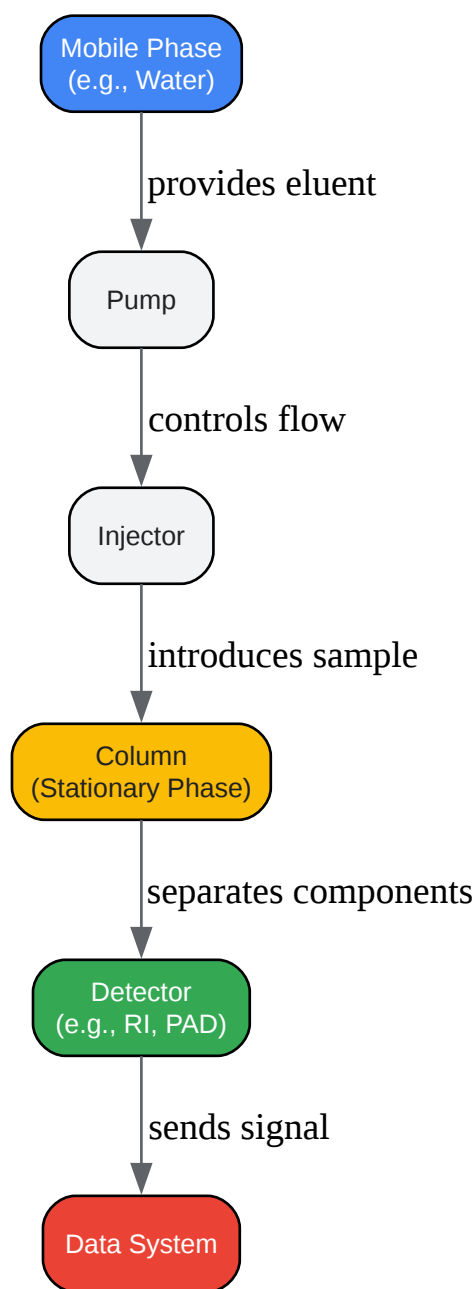 Mobile Phase
(e.g., Water)
provides eluent
Pump
controls flow
Injector
introduces sample
Column
(Stationary Phase)
separates components
Detector
(e.g., RI, PAD)
sends signal
Data System